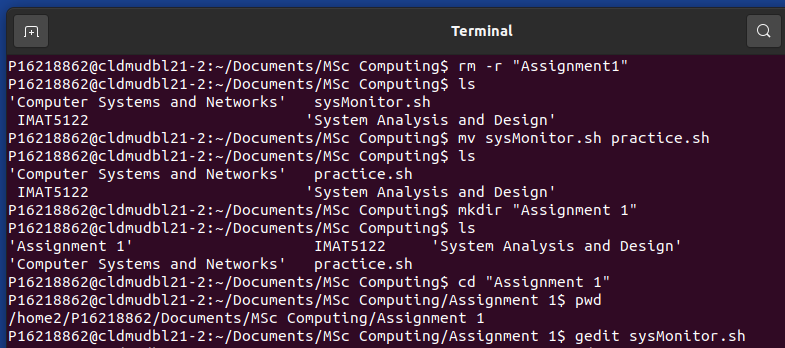 Terminal
P16218862@cldmudbl21-2:~/Documents/MSc Computing$ rm -r "Assignment1"
P16218862@cldmudbl21-2:~/Documents/MSc Computing$ ls
'Computer Systems and Networks'   sysMonitor.sh
 IMAT5122                        'System Analysis and Design'
P16218862@cldmudbl21-2:~/Documents/MSc Computing$ mv sysMonitor.sh practice.sh
P16218862@cldmudbl21-2:~/Documents/MSc Computing$ ls
'Computer Systems and Networks'   practice.sh
 IMAT5122                        'System Analysis and Design'
P16218862@cldmudbl21-2:~/Documents/MSc Computing$ mkdir "Assignment 1"
P16218862@cldmudbl21-2:~/Documents/MSc Computing$ ls
'Assignment 1'                    IMAT5122     'System Analysis and Design'
'Computer Systems and Networks'   practice.sh
P16218862@cldmudbl21-2:~/Documents/MSc Computing$ cd "Assignment 1"
P16218862@cldmudbl21-2:~/Documents/MSc Computing/Assignment 1$ pwd
/home2/P16218862/Documents/MSc Computing/Assignment 1
P16218862@cldmudbl21-2:~/Documents/MSc Computing/Assignment 1$ gedit sysMonitor.sh